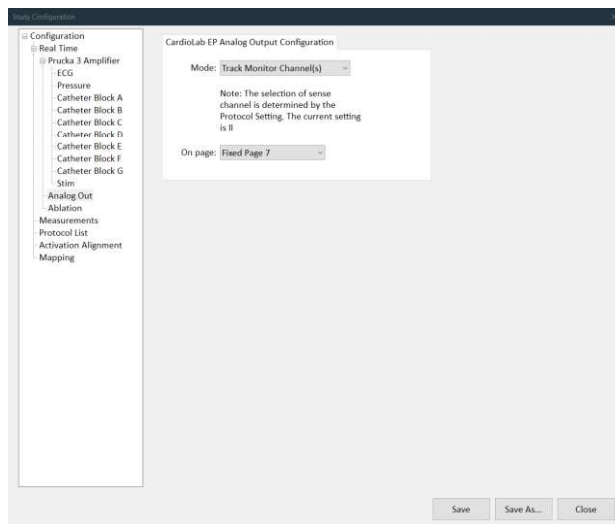 Study Configuration
Configuration
Real Time
Prucka 3 Amplifier
ECG
Pressure
Catheter Block A
Catheter Block B
Catheter Block C
Catheter Block D
Catheter Block E
Catheter Block F
Catheter Block G
Stim
Analog Out
Ablation
Measurements
Protocol List
Activation Alignment
Mapping
CardioLab EP Analog Output Configuration
Mode: Track Monitor Channel(s)
Note: The selection of sense
channel is determined by the
Protocol Setting. The current setting
is II
On page: Fixed Page 7
Save Save As... Close